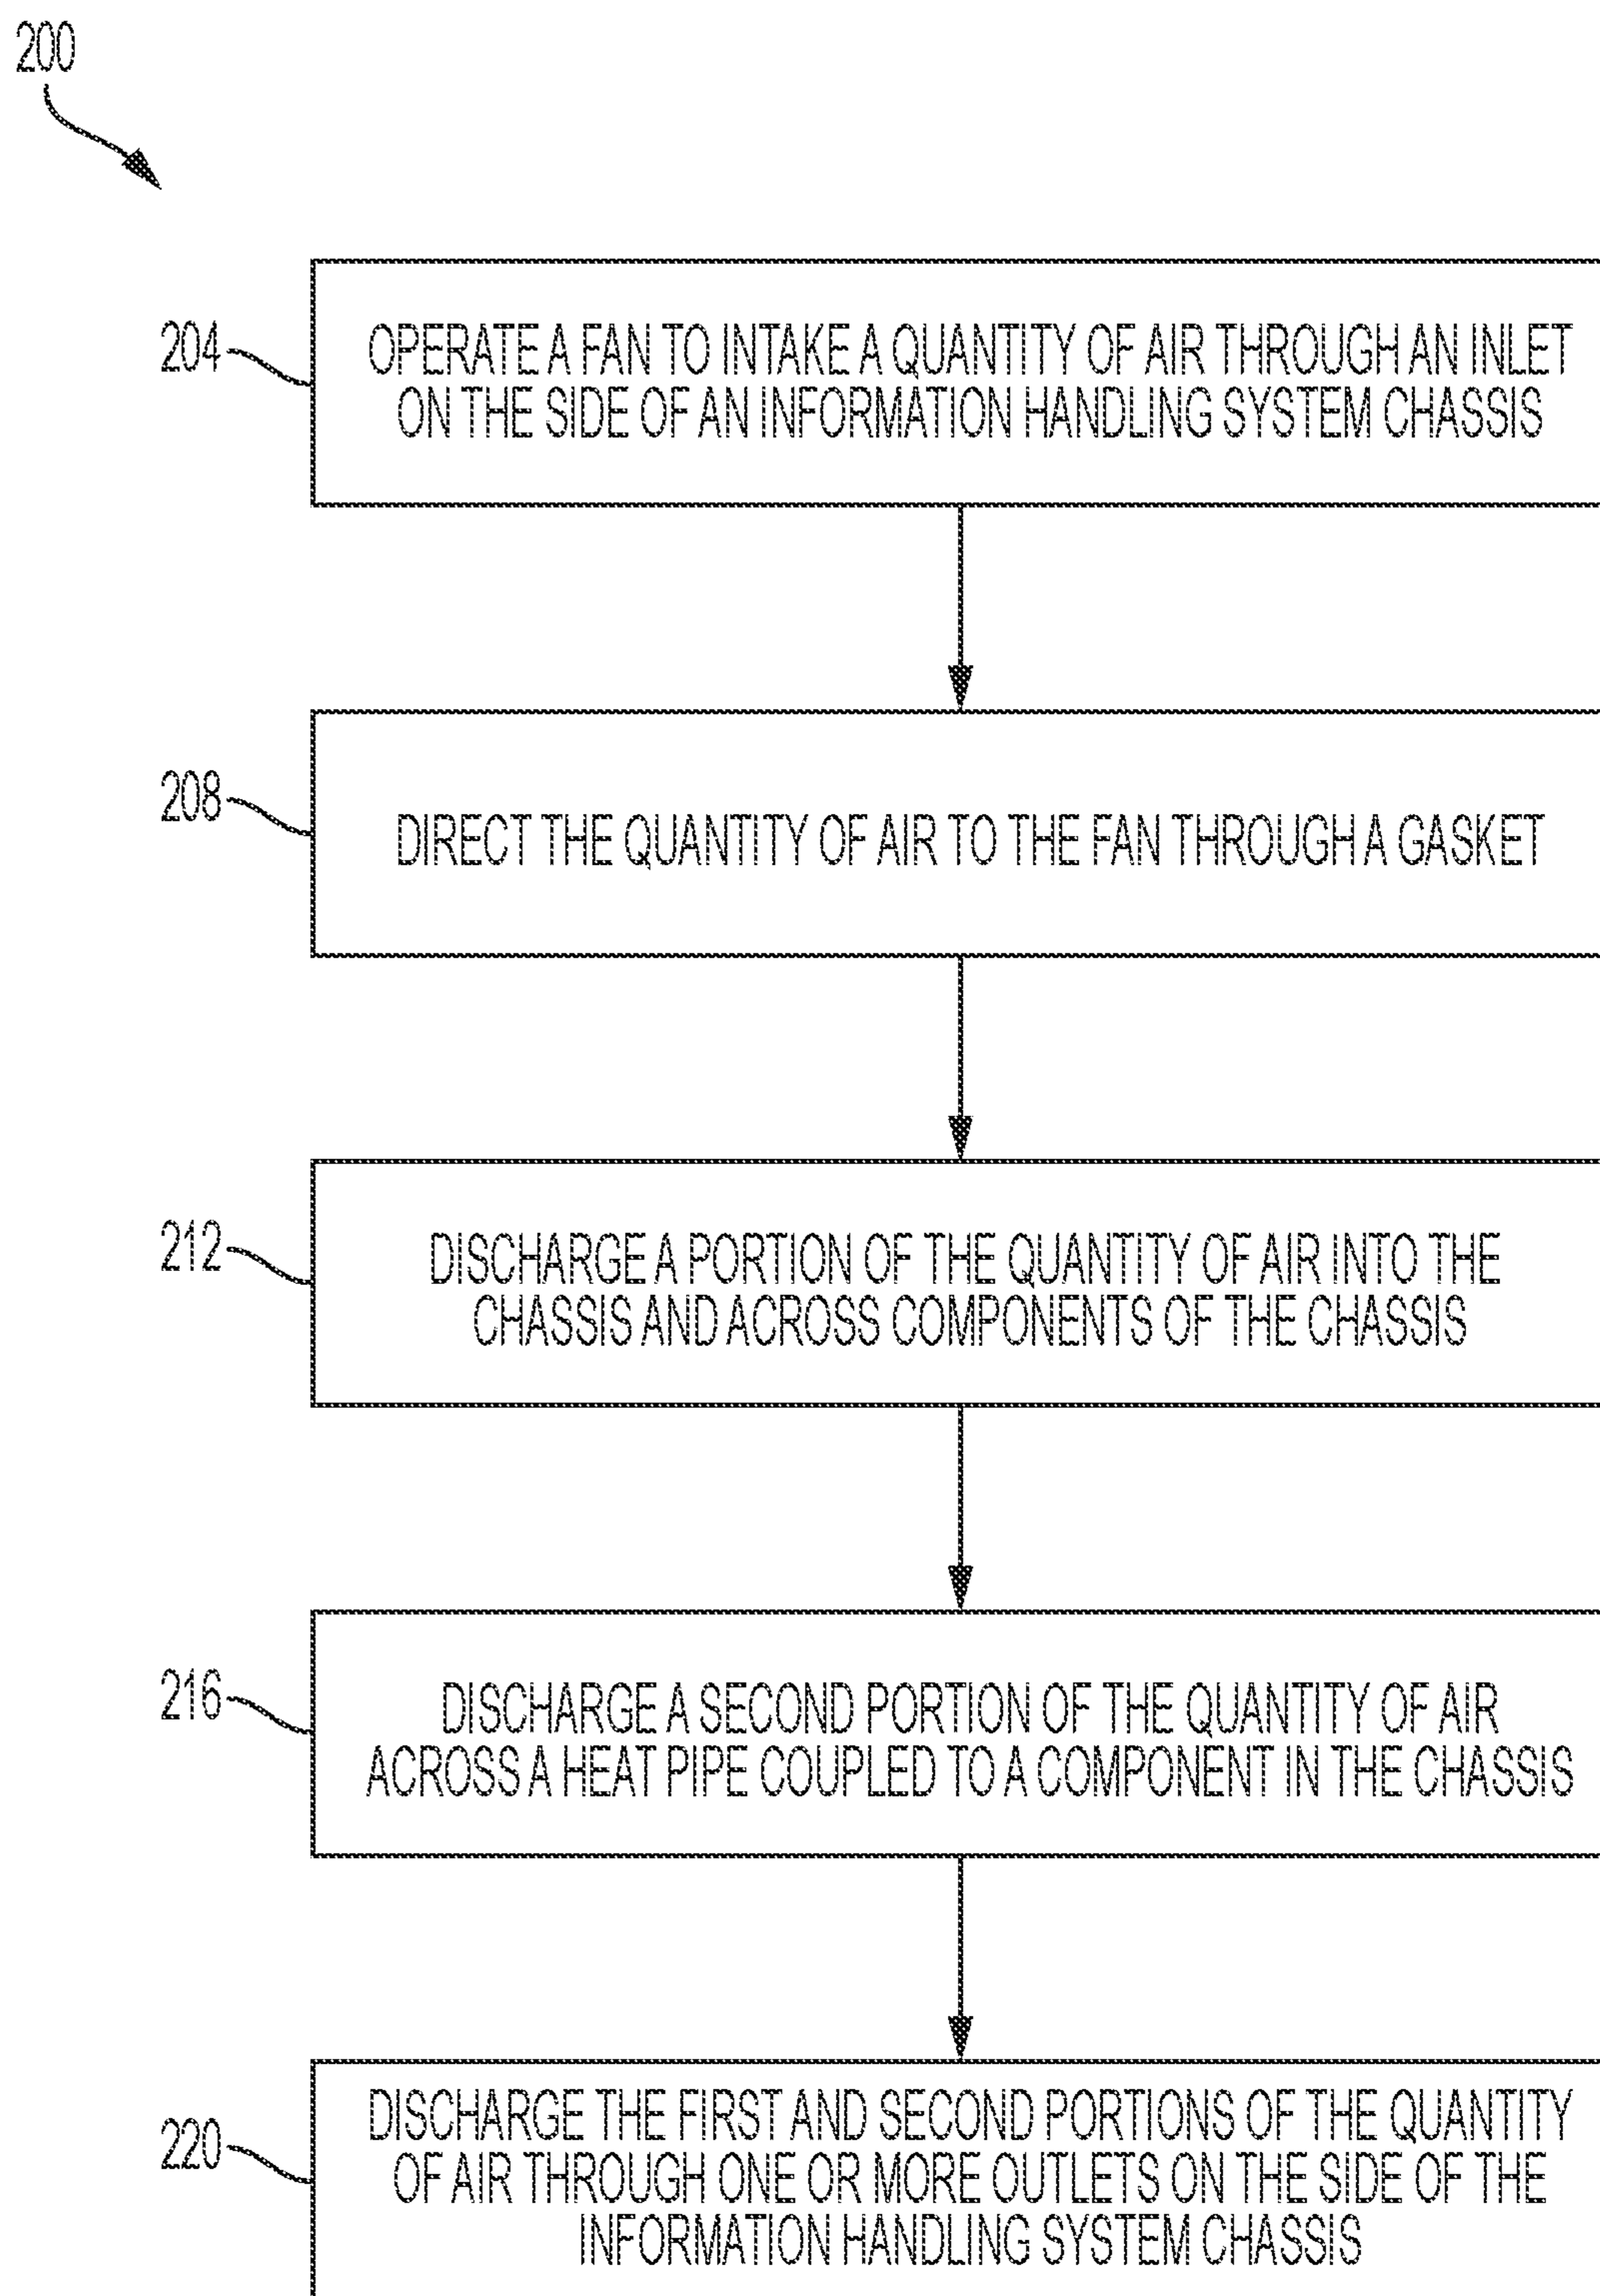 200
204
OPERATE A FAN TO INTAKE A QUANTITY OF AIR THROUGH AN INLET
ON THE SIDE OF AN INFORMATION HANDLING SYSTEM CHASSIS
208
DIRECT THE QUANTITY OF AIR TO THE FAN THROUGH A GASKET
212
DISCHARGE A PORTION OF THE QUANTITY OF AIR INTO THE
CHASSIS AND ACROSS COMPONENTS OF THE CHASSIS
216
DISCHARGE A SECOND PORTION OF THE QUANTITY OF AIR
ACROSS A HEAT PIPE COUPLED TO A COMPONENT IN THE CHASSIS
220
DISCHARGE THE FIRST AND SECOND PORTIONS OF THE QUANTITY
OF AIR THROUGH ONE OR MORE OUTLETS ON THE SIDE OF THE
INFORMATION HANDLING SYSTEM CHASSIS